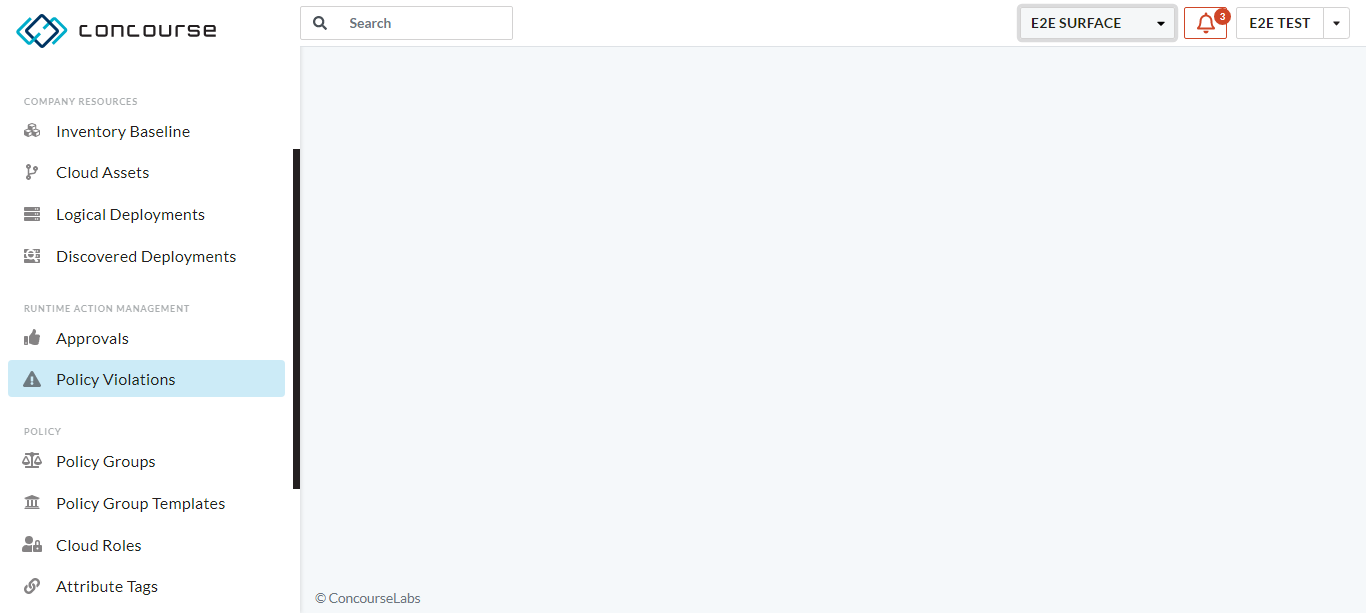 concourse
Search
E2E SURFACE
3
E2E TEST
COMPANY RESOURCES
Inventory Baseline
Cloud Assets
Logical Deployments
Discovered Deployments
RUNTIME ACTION MANAGEMENT
Approvals
Policy Violations
POLICY
Policy Groups
Policy Group Templates
Cloud Roles
Attribute Tags
© ConcourseLabs